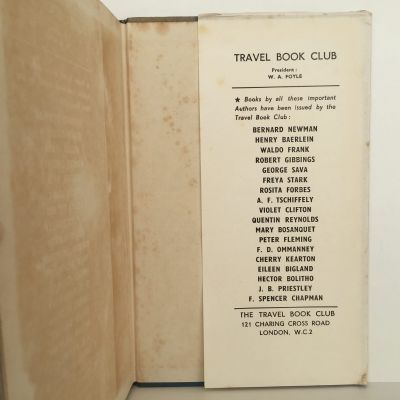 TRAVEL BOOK CLUB
President :
W. A. FOYLE
★ Books by all these important
Authors have been issued by the
Travel Book Club :
BERNARD NEWMAN
HENRY BAERLEIN
WALDO FRANK
ROBERT GIBBINGS
GEORGE SAVA
FREYA STARK
ROSITA FORBES
A. F. TSCHIFFELY
VIOLET CLIFTON
QUENTIN REYNOLDS
MARY BOSANQUET
PETER FLEMING
F. D. OMMANNEY
CHERRY KEARTON
EILEEN BIGLAND
HECTOR BOLITHO
J. B. PRIESTLEY
F. SPENCER CHAPMAN
THE TRAVEL BOOK CLUB
121 CHARING CROSS ROAD
LONDON, W.C.2